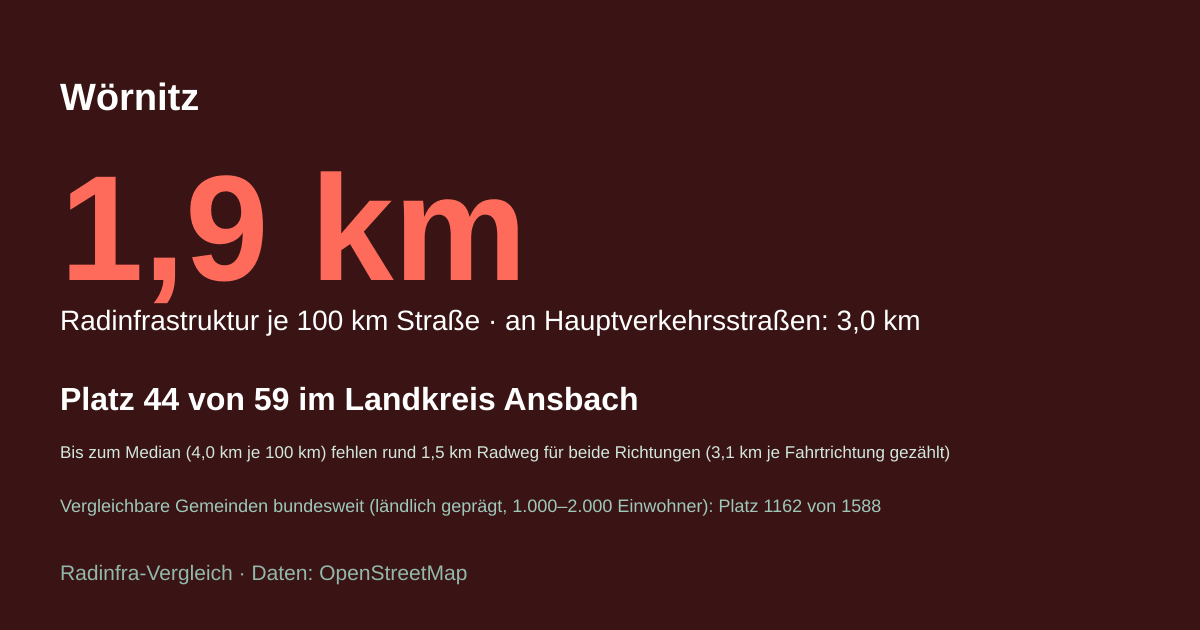 Wörnitz
1,9 km
Radinfrastruktur je 100 km Straße · an Hauptverkehrsstraßen: 3,0 km
Platz 44 von 59 im Landkreis Ansbach
Bis zum Median (4,0 km je 100 km) fehlen rund 1,5 km Radweg für beide Richtungen (3,1 km je Fahrtrichtung gezählt)
Vergleichbare Gemeinden bundesweit (ländlich geprägt, 1.000–2.000 Einwohner): Platz 1162 von 1588
Radinfra-Vergleich · Daten: OpenStreetMap